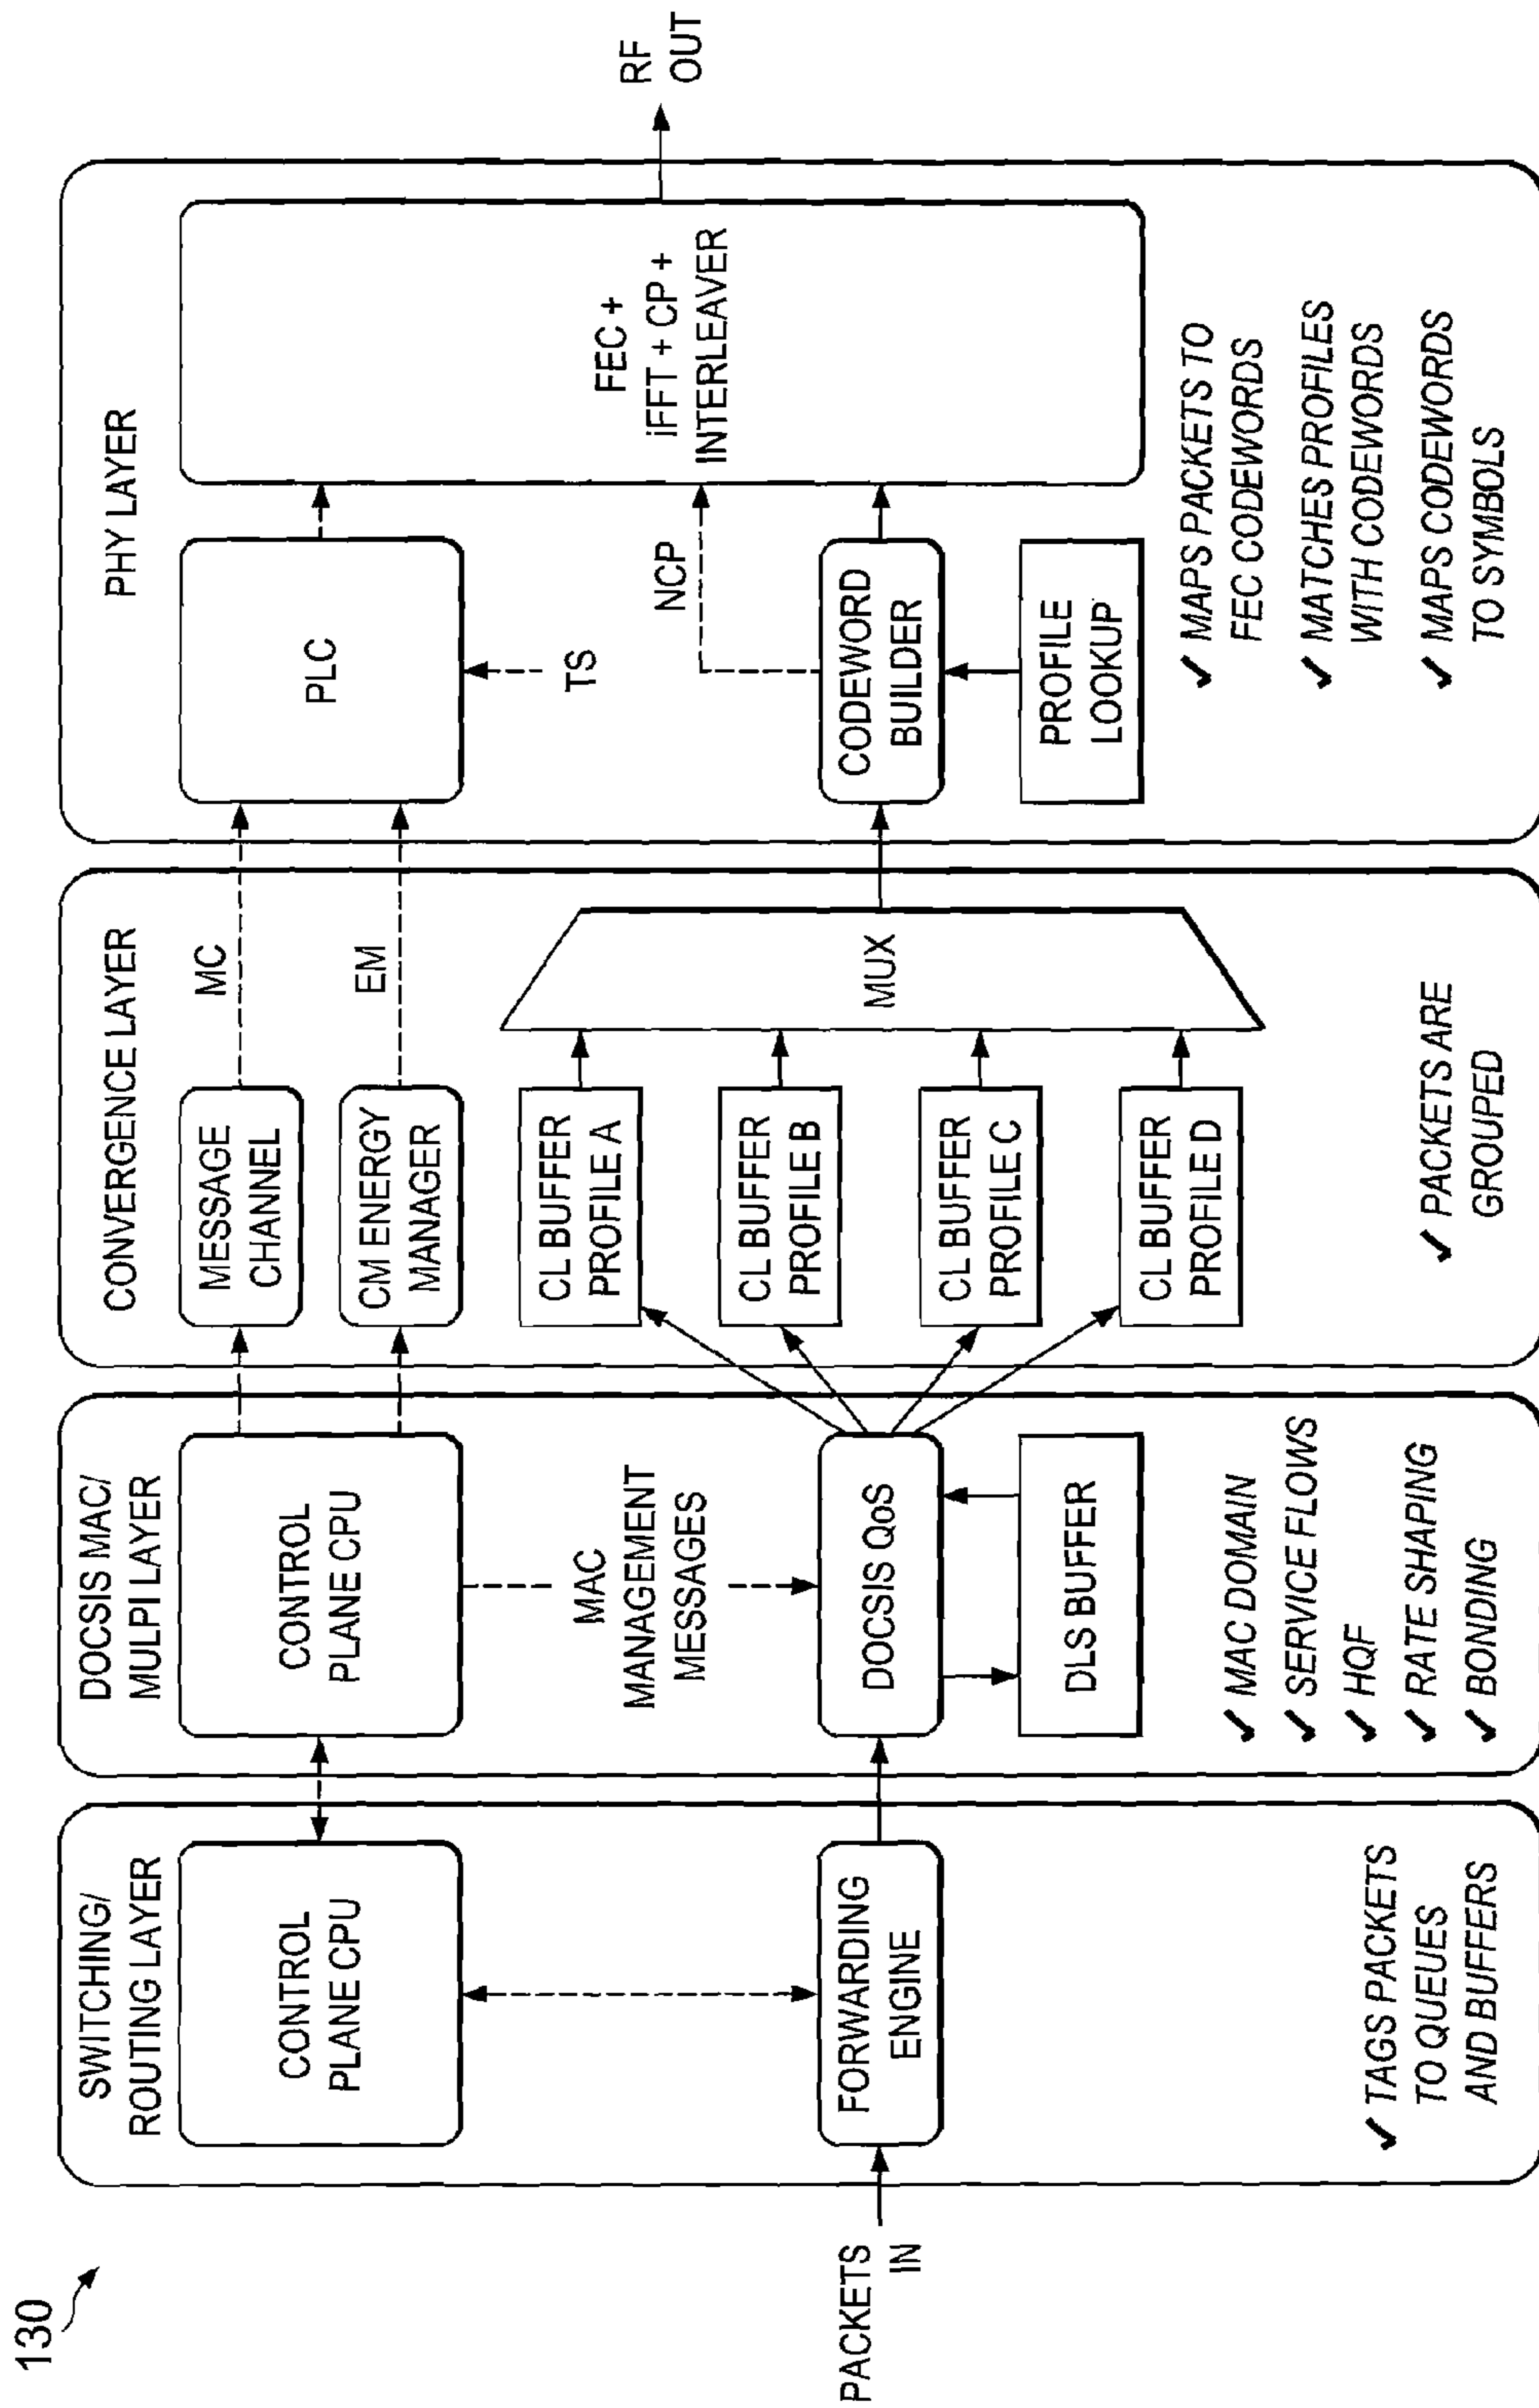 130
PACKETS
IN
SWITCHING/
ROUTING LAYER
CONTROL
PLANE CPU
FORWARDING
ENGINE
✓ TAGS PACKETS
TO QUEUES
AND BUFFERS
DOCSIS MAC/
MULPI LAYER
CONTROL
PLANE CPU
MAC
MANAGEMENT
MESSAGES
DOCSIS QoS
DLS BUFFER
✓ MAC DOMAIN
✓ SERVICE FLOWS
✓ HQF
✓ RATE SHAPING
✓ BONDING
CONVERGENCE LAYER
MESSAGE
CHANNEL
MC
CM ENERGY
MANAGER
EM
CL BUFFER
PROFILE A
CL BUFFER
PROFILE B
CL BUFFER
PROFILE C
CL BUFFER
PROFILE D
MUX
✓ PACKETS ARE
GROUPED
PHY LAYER
PLC
TS
NCP
CODEWORD
BUILDER
PROFILE
LOOKUP
FEC +
iFFT + CP +
INTERLEAVER
✓ MAPS PACKETS TO
FEC CODEWORDS
✓ MATCHES PROFILES
WITH CODEWORDS
✓ MAPS CODEWORDS
TO SYMBOLS
RF
OUT